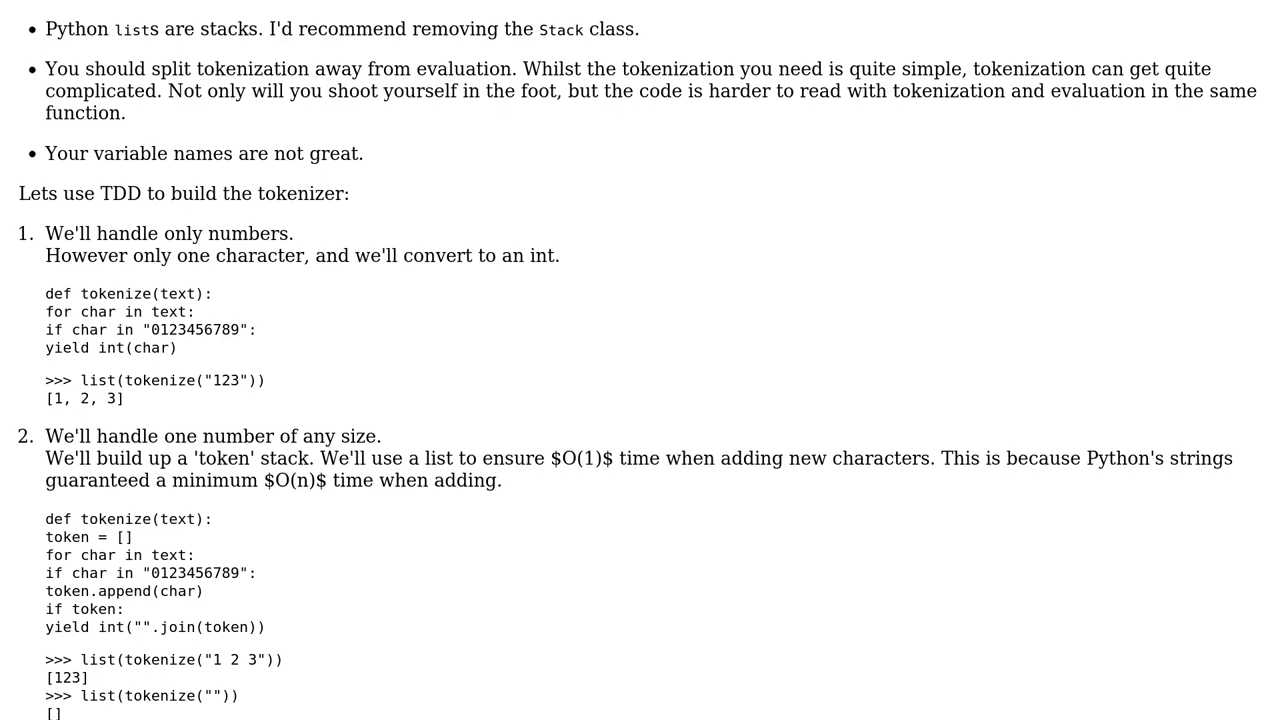 • Python lists are stacks. I'd recommend removing the Stack class.
• You should split tokenization away from evaluation. Whilst the tokenization you need is quite simple, tokenization can get quite
complicated. Not only will you shoot yourself in the foot, but the code is harder to read with tokenization and evaluation in the same
function.
• Your variable names are not great.
Lets use TDD to build the tokenizer:
1. We'll handle only numbers.
However only one character, and we'll convert to an int.
def tokenize(text):
for char in text:
if char in "0123456789":
yield int(char)
>>> list(tokenize("123"))
[1, 2, 3]
2. We'll handle one number of any size.
We'll build up a 'token' stack. We'll use a list to ensure $O(1)$ time when adding new characters. This is because Python's strings
guaranteed a minimum $O(n)$ time when adding.
def tokenize(text):
token = []
for char in text:
if char in "0123456789":
token.append(char)
if token:
yield int("".join(token))
>>> list(tokenize("1 2 3"))
[123]
>>> list(tokenize(""))
[]